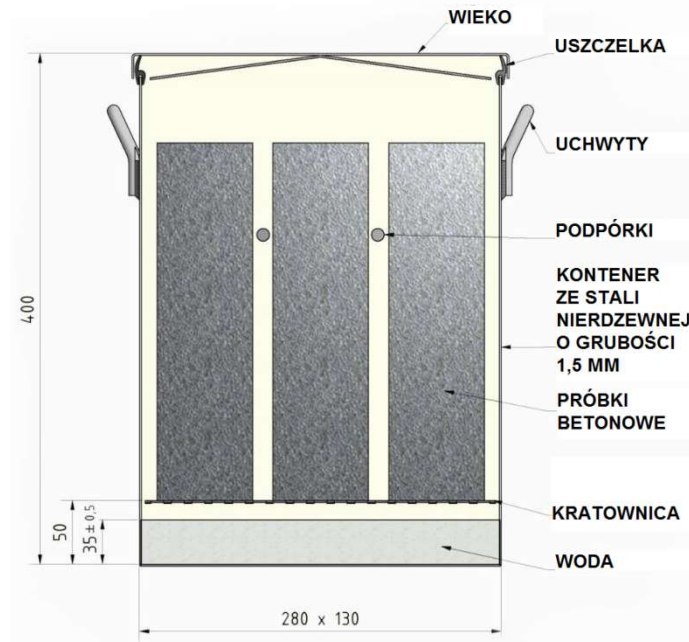 WIEKO
USZCZELKA
UCHWYTY
PODPÓRKI
KONTENER
ZE STALI
NIERDZEWNEJ
O GRUBOŚCI
1,5 MM
PRÓBKI
BETONOWE
KRATOWNICA
WODA
400
50
35 ± 0,5
280 x 130